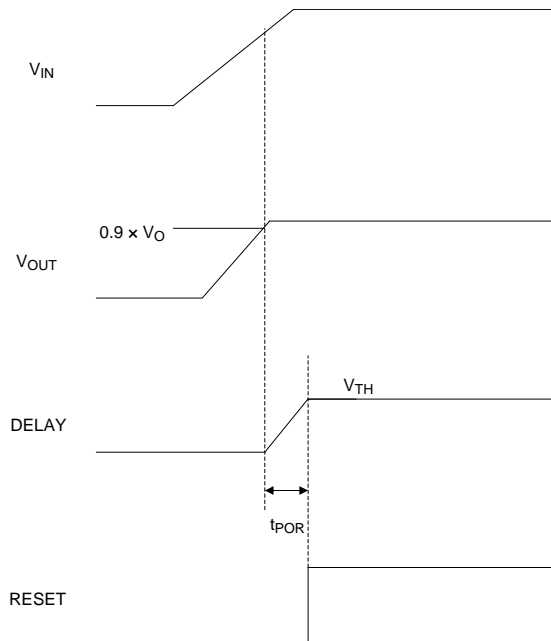 VIN
0.9 × VO
VOUT
VTH
DELAY
tPOR
RESET